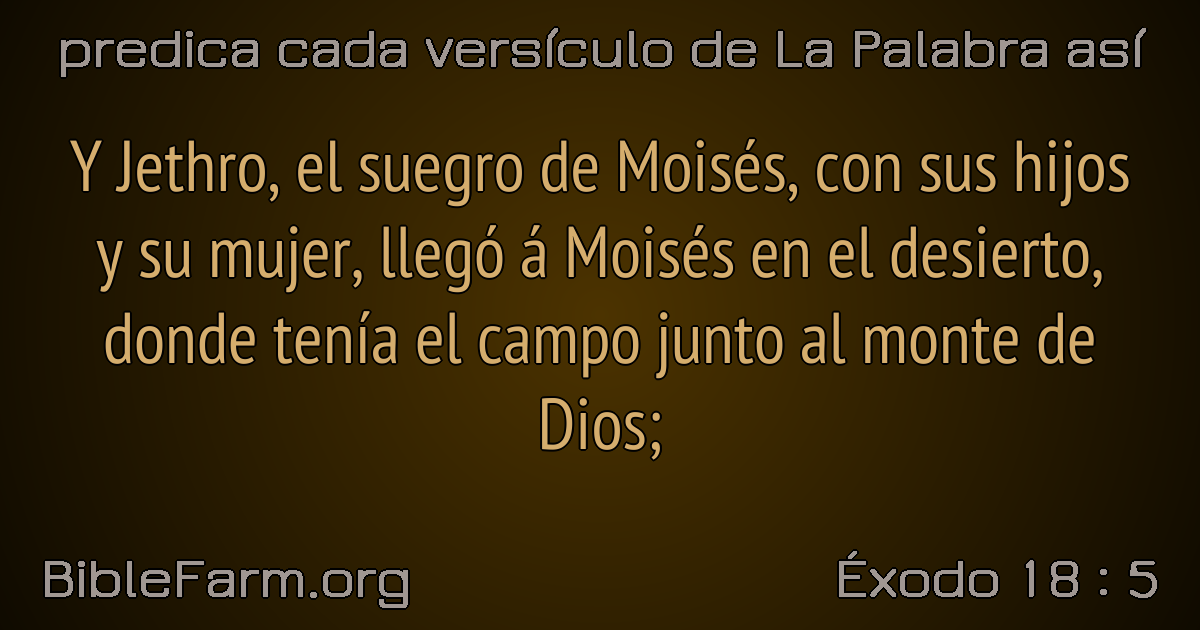 predica cada versículo de La Palabra así
Y Jethro, el suegro de Moisés, con sus hijos
y su mujer, llegó á Moisés en el desierto,
donde tenía el campo junto al monte de
Dios;
BibleFarm.org
Éxodo 18 : 5